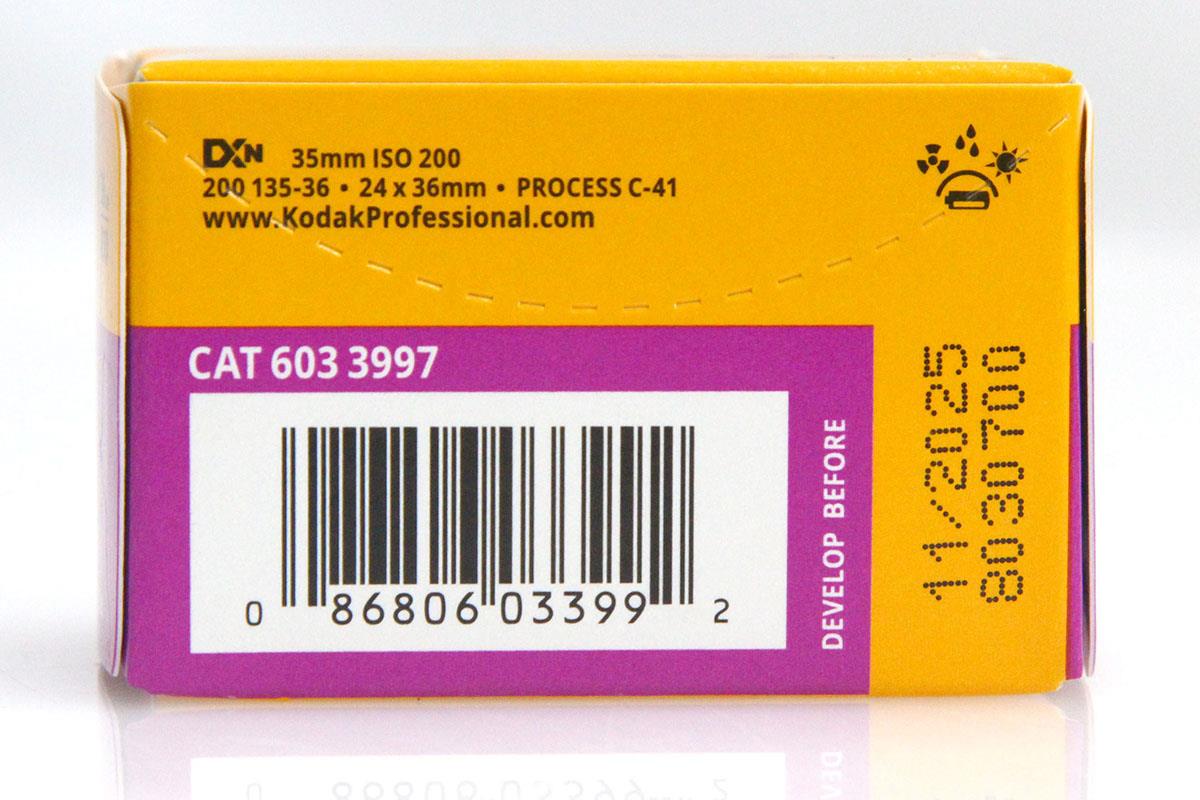 DXN 35mm ISO 200
200 135-36 • 24 x 36mm • PROCESS C-41
www.KodakProfessional.com
CAT 603 3997
0 86806 03399 2
DEVELOP BEFORE
11/2025
8030700